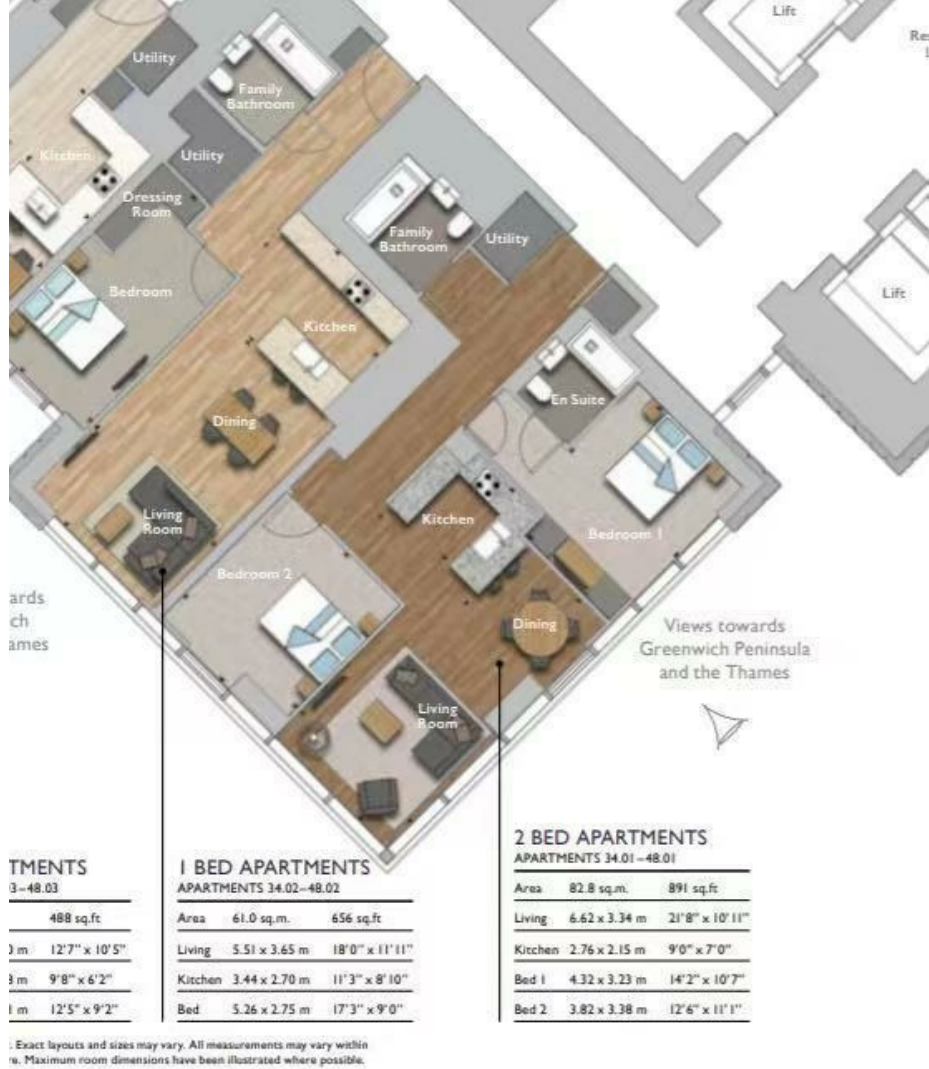 Lift
Re
Utility
Family
Bathroom
Kitchen
Utility
Dressing
Room
Family
Bathroom
Utility
Bedroom
Lift
Kitchen
En Suite
Dining
Living
Room
Kitchen
Bedroom 1
Bedroom 2
ards
ch
ames
Dining
Views towards
Greenwich Peninsula
and the Thames
Living
Room
TMENTS
3–48.03
488 sq.ft
0 m 12'7" x 10'5"
8 m 9'8" x 6'2"
1 m 12'5" x 9'2"
1 BED APARTMENTS
APARTMENTS 34.02–48.02
Area 61.0 sq.m. 656 sq.ft
Living 5.51 x 3.65 m 18'0" x 11'11"
Kitchen 3.44 x 2.70 m 11'3" x 8'10"
Bed 5.26 x 2.75 m 17'3" x 9'0"
2 BED APARTMENTS
APARTMENTS 34.01–48.01
Area 82.8 sq.m. 891 sq.ft
Living 6.62 x 3.34 m 21'8" x 10'11"
Kitchen 2.76 x 2.15 m 9'0" x 7'0"
Bed 1 4.32 x 3.23 m 14'2" x 10'7"
Bed 2 3.82 x 3.38 m 12'6" x 11'1"
. Exact layouts and sizes may vary. All measurements may vary within
re. Maximum room dimensions have been illustrated where possible.